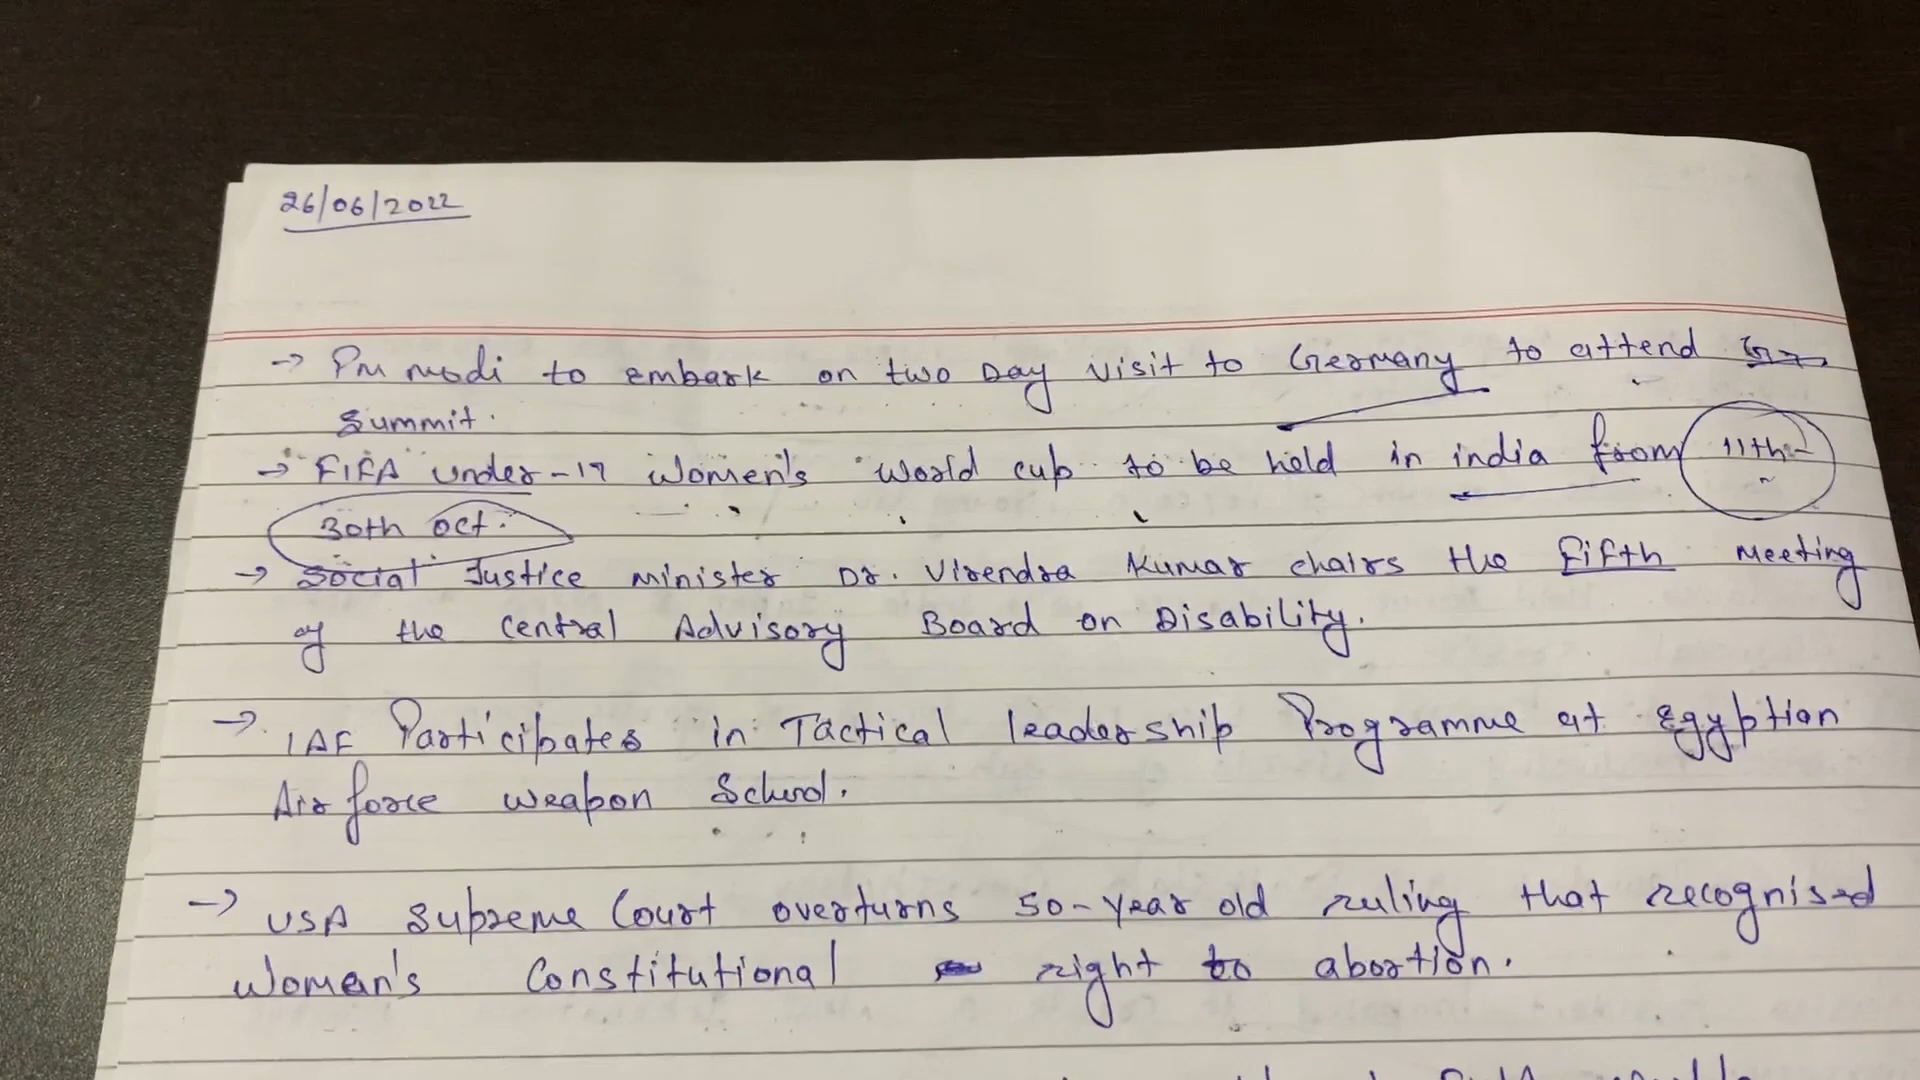 26/06/2022
→ PM modi to embark on two Day visit to Germany to attend G7
Summit.
→ FIFA under-17 Women's World cup to be held in india from 11th-
30th oct.
→ Social Justice minister Dr. Virendra Kumar chairs the Fifth Meeting
of the Central Advisory Board on Disability.
→ IAF Participates in Tactical leadership Programme at Egyption
Air force weapon School.
→ USA Supreme Court overturns 50-year old ruling that recognised
Woman's Constitutional right to abortion.